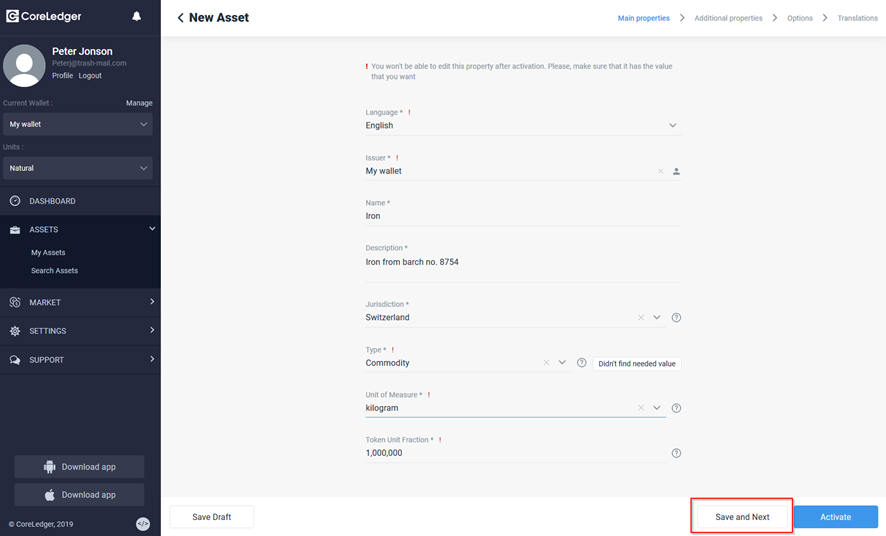 CoreLedger
New Asset
Main properties
Additional properties
Options
Translations
Peter Jonson
Peterj@trash-mail.com
Profile Logout
Current Wallet : Manage
My wallet
Units :
Natural
DASHBOARD
ASSETS
My Assets
Search Assets
MARKET
SETTINGS
SUPPORT
Download app
Download app
© CoreLedger, 2019
</>
! You won't be able to edit this property after activation. Please, make sure that it has the value
that you want
Language * !
English
Issuer * !
My wallet
Name *
Iron
Description *
Iron from barch no. 8754
Jurisdiction *
Switzerland
?
Type * !
Commodity
?
Didn't find needed value
Unit of Measure * !
kilogram
?
Token Unit Fraction * !
1,000,000
?
Save Draft
Save and Next
Activate